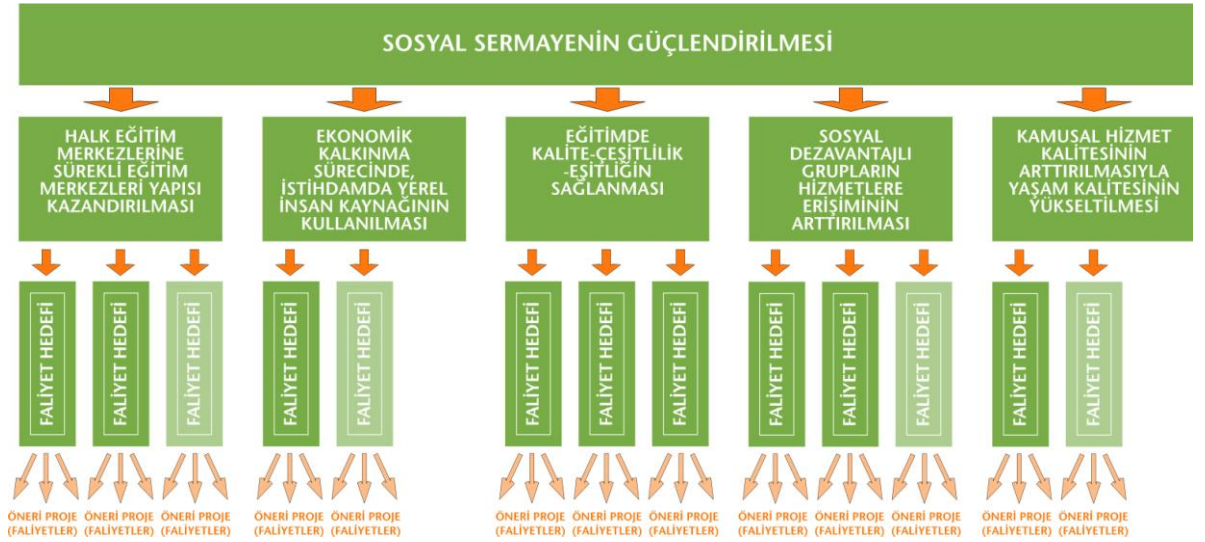 SOSYAL SERMAYENİN GÜÇLENDİRİLMESİ
HALK EĞİTİM
MERKEZLERİNE
SÜREKLİ EĞİTİM
MERKEZLERİ YAPISI
KAZANDIRILMASI
EKONOMİK
KALKINMA
SÜRECİNDE,
İSTİHDAMDA YEREL
İNSAN KAYNAĞININ
KULLANILMASI
EĞİTİMDE
KALİTE-ÇEŞİTLİLİK
-EŞİTLİĞİN
SAĞLANMASI
SOSYAL
DEZAVANTAJLI
GRUPLARIN
HİZMETLERE
ERİŞİMİNİN
ARTTIRILMASI
KAMUSAL HİZMET
KALİTESİNİN
ARTTIRILMASIYLA
YAŞAM KALİTESİNİN
YÜKSELTİLMESİ
FALİYET HEDEFİ
FALİYET HEDEFİ
FALİYET HEDEFİ
FALİYET HEDEFİ
FALİYET HEDEFİ
FALİYET HEDEFİ
FALİYET HEDEFİ
FALİYET HEDEFİ
FALİYET HEDEFİ
FALİYET HEDEFİ
FALİYET HEDEFİ
FALİYET HEDEFİ
FALİYET HEDEFİ
ÖNERİ PROJE
(FALİYETLER)
ÖNERİ PROJE
(FALİYETLER)
ÖNERİ PROJE
(FALİYETLER)
ÖNERİ PROJE
(FALİYETLER)
ÖNERİ PROJE
(FALİYETLER)
ÖNERİ PROJE
(FALİYETLER)
ÖNERİ PROJE
(FALİYETLER)
ÖNERİ PROJE
(FALİYETLER)
ÖNERİ PROJE
(FALİYETLER)
ÖNERİ PROJE
(FALİYETLER)
ÖNERİ PROJE
(FALİYETLER)
ÖNERİ PROJE
(FALİYETLER)
ÖNERİ PROJE
(FALİYETLER)